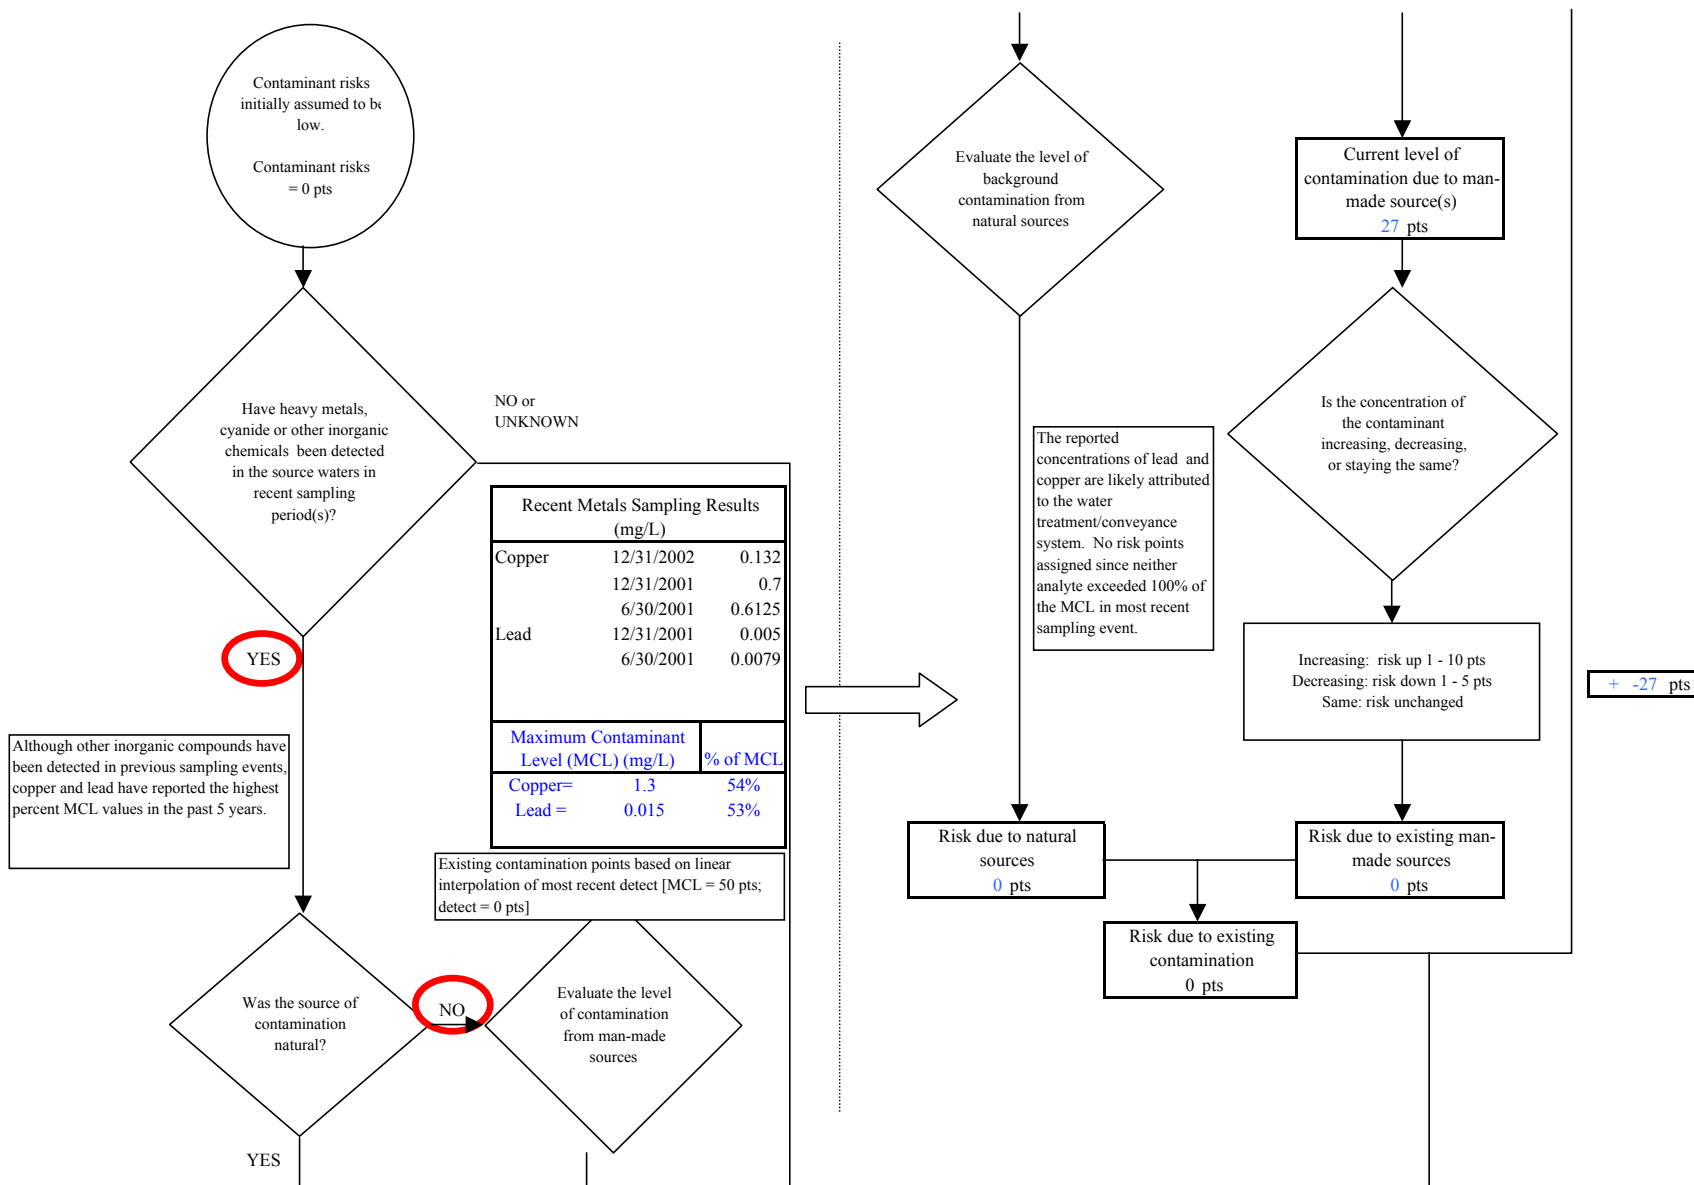 Contaminant risks
initially assumed to be
low.
Contaminant risks
= 0 pts
Have heavy metals,
cyanide or other inorganic
chemicals been detected
in the source waters in
recent sampling
period(s)?
NO or
UNKNOWN
YES
Although other inorganic compounds have
been detected in previous sampling events,
copper and lead have reported the highest
percent MCL values in the past 5 years.
Recent Metals Sampling Results
(mg/L)
Copper 12/31/2002 0.132
12/31/2001 0.7
6/30/2001 0.6125
Lead 12/31/2001 0.005
6/30/2001 0.0079
Maximum Contaminant
Level (MCL) (mg/L) % of MCL
Copper= 1.3 54%
Lead = 0.015 53%
Existing contamination points based on linear
interpolation of most recent detect [MCL = 50 pts;
detect = 0 pts]
Was the source of
contamination
natural?
NO
YES
Evaluate the level
of contamination
from man-made
sources
Evaluate the level of
background
contamination from
natural sources
The reported
concentrations of lead and
copper are likely attributed
to the water
treatment/conveyance
system. No risk points
assigned since neither
analyte exceeded 100% of
the MCL in most recent
sampling event.
Current level of
contamination due to man-
made source(s)
27 pts
Is the concentration of
the contaminant
increasing, decreasing,
or staying the same?
Increasing: risk up 1 - 10 pts
Decreasing: risk down 1 - 5 pts
Same: risk unchanged
+ -27 pts
Risk due to natural
sources
0 pts
Risk due to existing man-
made sources
0 pts
Risk due to existing
contamination
0 pts